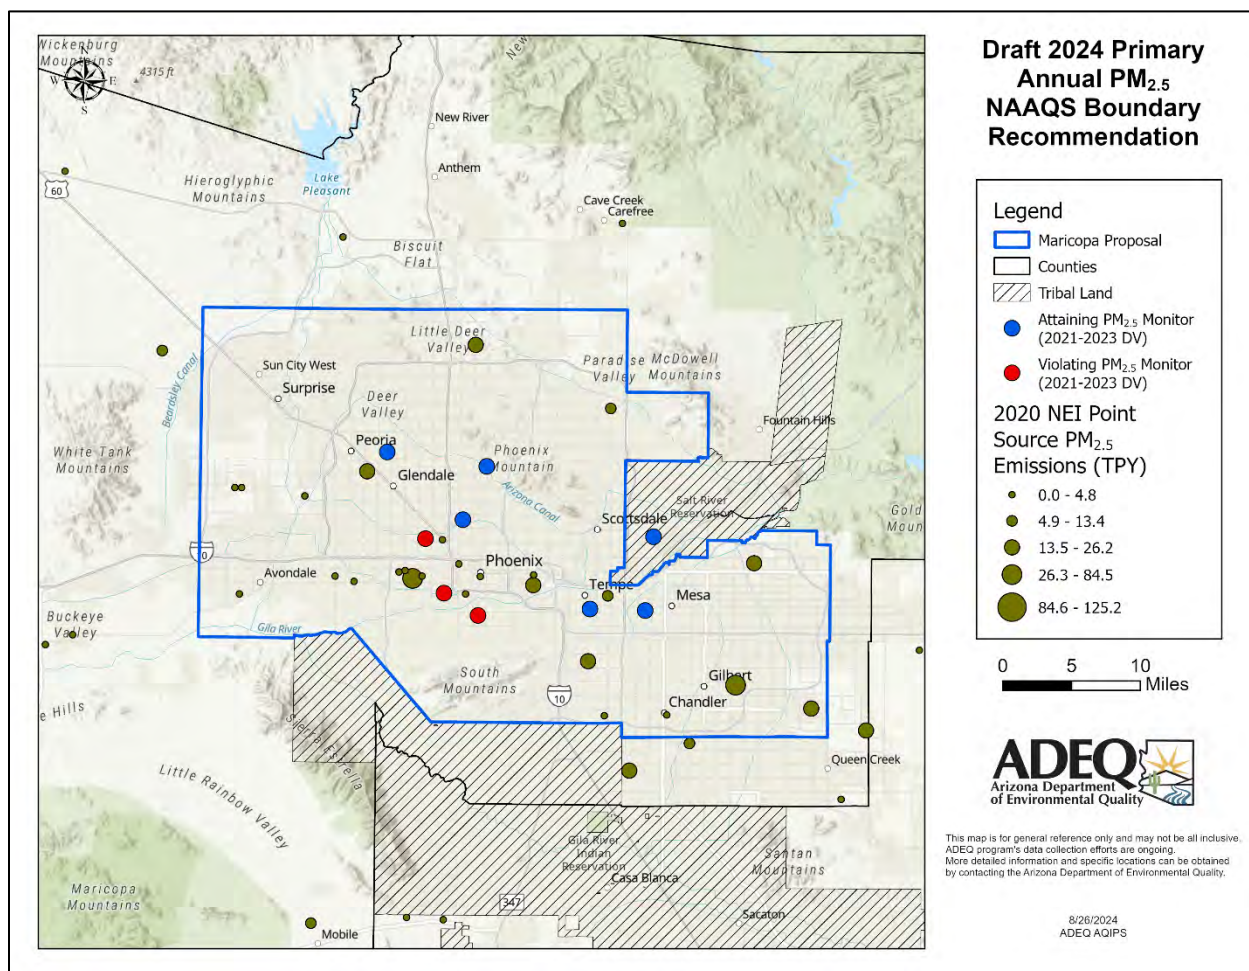 Draft 2024 Primary
Annual PM2.5
NAAQS Boundary
Recommendation
Legend
Maricopa Proposal
Counties
Tribal Land
Attaining PM2.5 Monitor
(2021-2023 DV)
Violating PM2.5 Monitor
(2021-2023 DV)
2020 NEI Point
Source PM2.5
Emissions (TPY)
0.0 - 4.8
4.9 - 13.4
13.5 - 26.2
26.3 - 84.5
84.6 - 125.2
0 5 10
Miles
ADEQ
Arizona Department
of Environmental Quality
This map is for general reference only and may not be all inclusive.
ADEQ program's data collection efforts are ongoing.
More detailed information and specific locations can be obtained
by contacting the Arizona Department of Environmental Quality.
8/26/2024
ADEQ AQIPS
Wickenburg
Mountains
N
W E
S
4315 ft
New
New River
Anthem
Lake
Pleasant
Hieroglyphic
Mountains
60
Cave Creek
Carefree
Biscuit
Flat
Little Deer
Valley
Paradise
Valley
McDowell
Mountains
Sun City West
Surprise
Beardsley Canal
Deer
Valley
Fountain Hills
White Tank
Mountains
Peoria
Glendale
Phoenix
Mountain
Arizona Canal
Scottsdale
Salt River
Reservation
Gold
Moun
10
Phoenix
Avondale
Tempe
Mesa
Buckeye
Valley
Gila River
South
Mountains
10
Gilbert
Chandler
Queen Creek
e Hills
Sierra Estrella
Little Rainbow Valley
Gila River
Indian
Reservation
Santan
Mountains
Casa Blanca
Maricopa
Mountains
347
Sacaton
Mobile